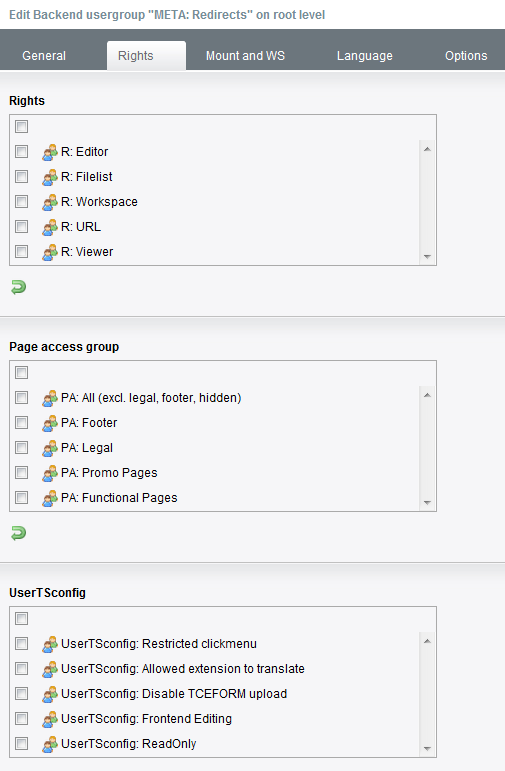 Edit Backend usergroup "META: Redirects" on root level
General Rights Mount and WS Language Options
Rights
R: Editor
R: Filelist
R: Workspace
R: URL
R: Viewer
Page access group
PA: All (excl. legal, footer, hidden)
PA: Footer
PA: Legal
PA: Promo Pages
PA: Functional Pages
UserTSconfig
UserTSconfig: Restricted clickmenu
UserTSconfig: Allowed extension to translate
UserTSconfig: Disable TCEFORM upload
UserTSconfig: Frontend Editing
UserTSconfig: ReadOnly